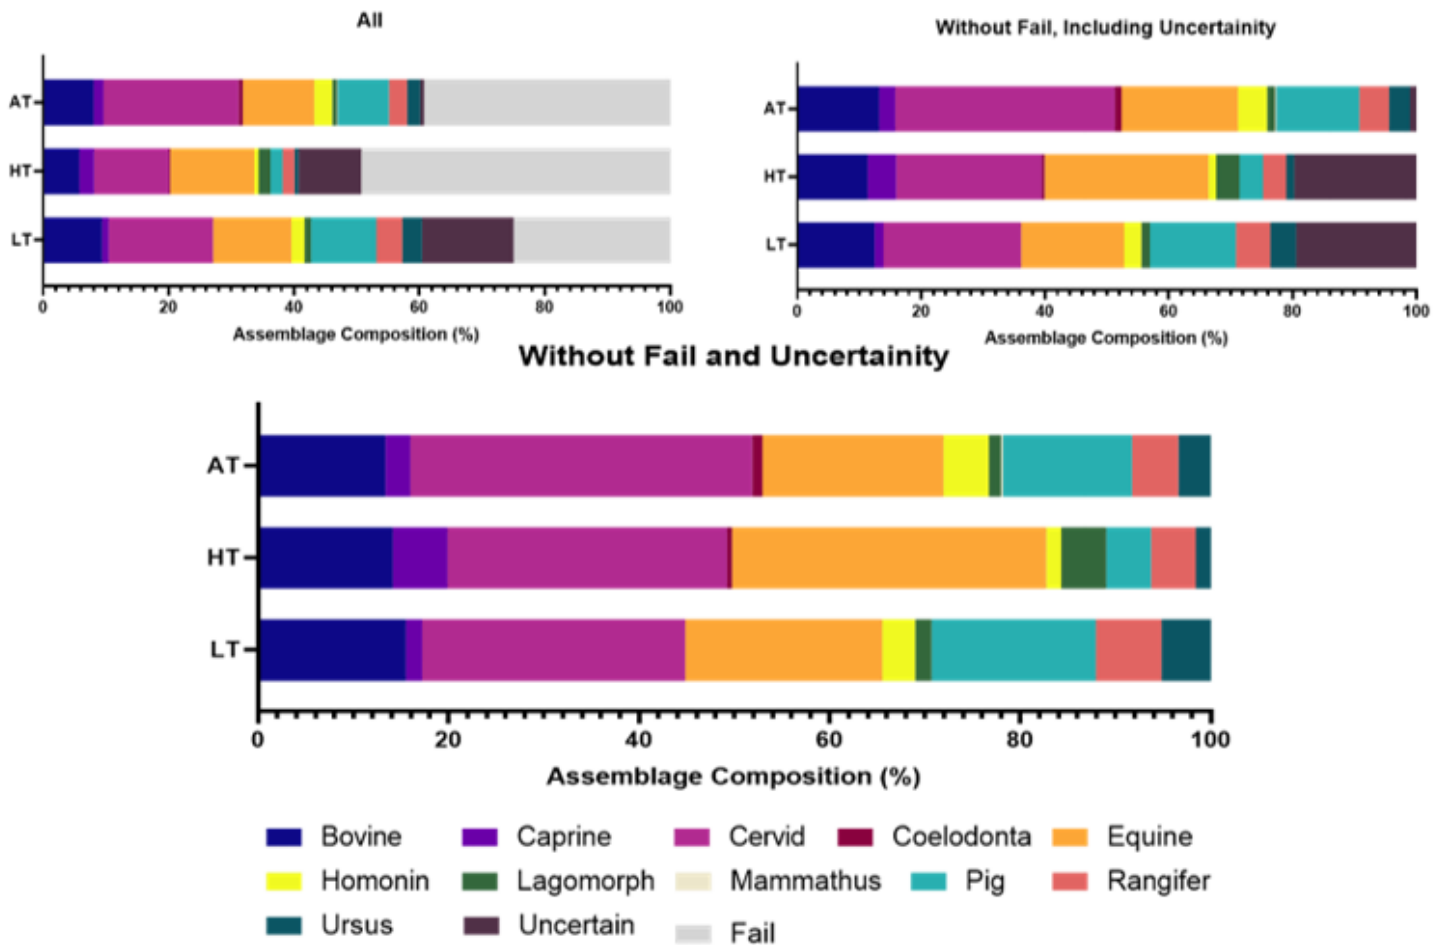 All
AT
HT
LT
0 20 40 60 80 100
Assemblage Composition (%)
Without Fail, Including Uncertainity
AT
HT
LT
0 20 40 60 80 100
Assemblage Composition (%)
Without Fail and Uncertainity
AT
HT
LT
0 20 40 60 80 100
Assemblage Composition (%)
Bovine Caprine Cervid Coelodonta Equine
Homonin Lagomorph Mammathus Pig Rangifer
Ursus Uncertain Fail